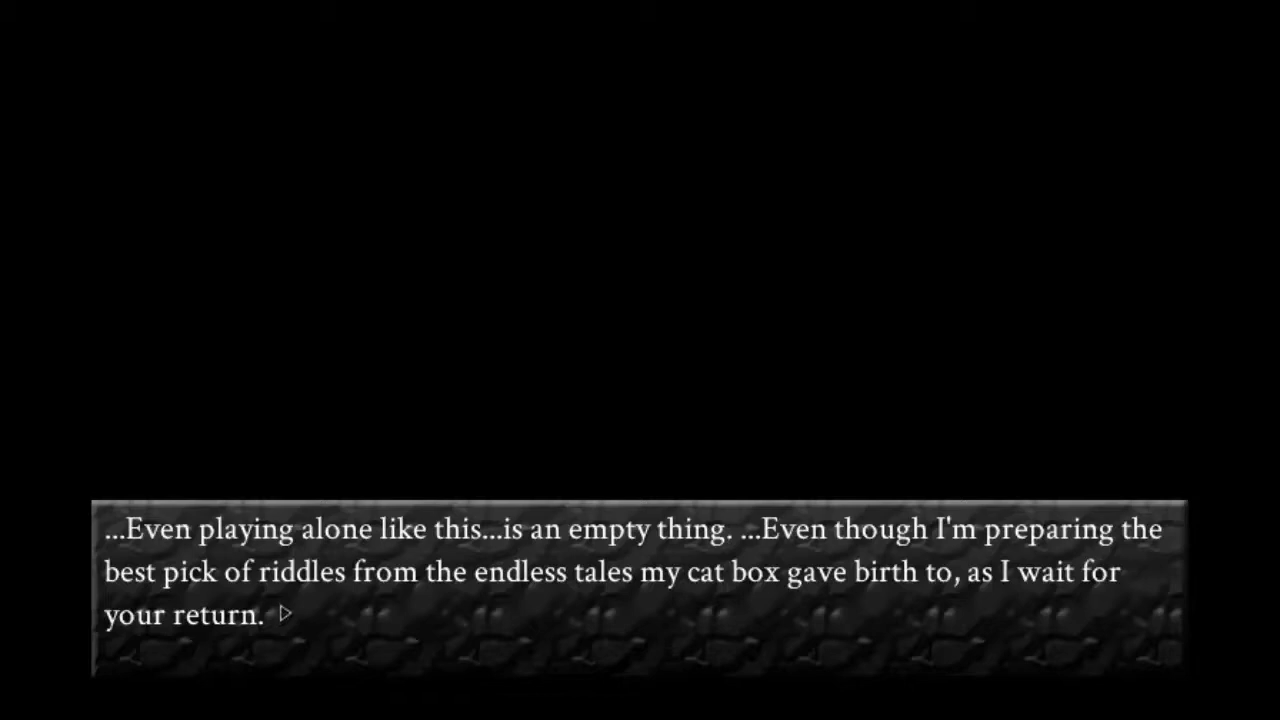 ...Even playing alone like this...is an empty thing. ...Even though I'm preparing the
best pick of riddles from the endless tales my cat box gave birth to, as I wait for
your return.